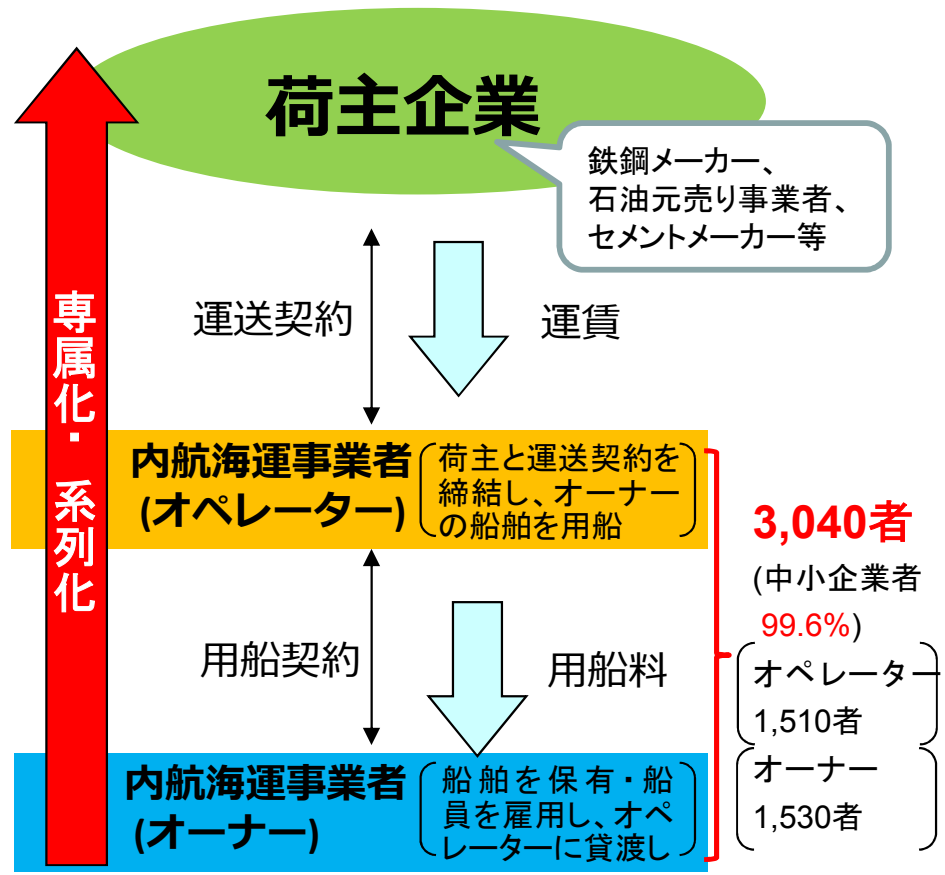 荷主企業
鉄鋼メーカー、
石油元売り事業者、
セメントメーカー等
専属化・系列化
運送契約
運賃
内航海運事業者
(オペレーター)
荷主と運送契約を
締結し、オーナー
の船舶を用船
3,040者
(中小企業者
99.6%)
オペレーター
1,510者
オーナー
1,530者
用船契約
用船料
内航海運事業者
(オーナー)
船舶を保有・船
員を雇用し、オペ
レーターに貸渡し